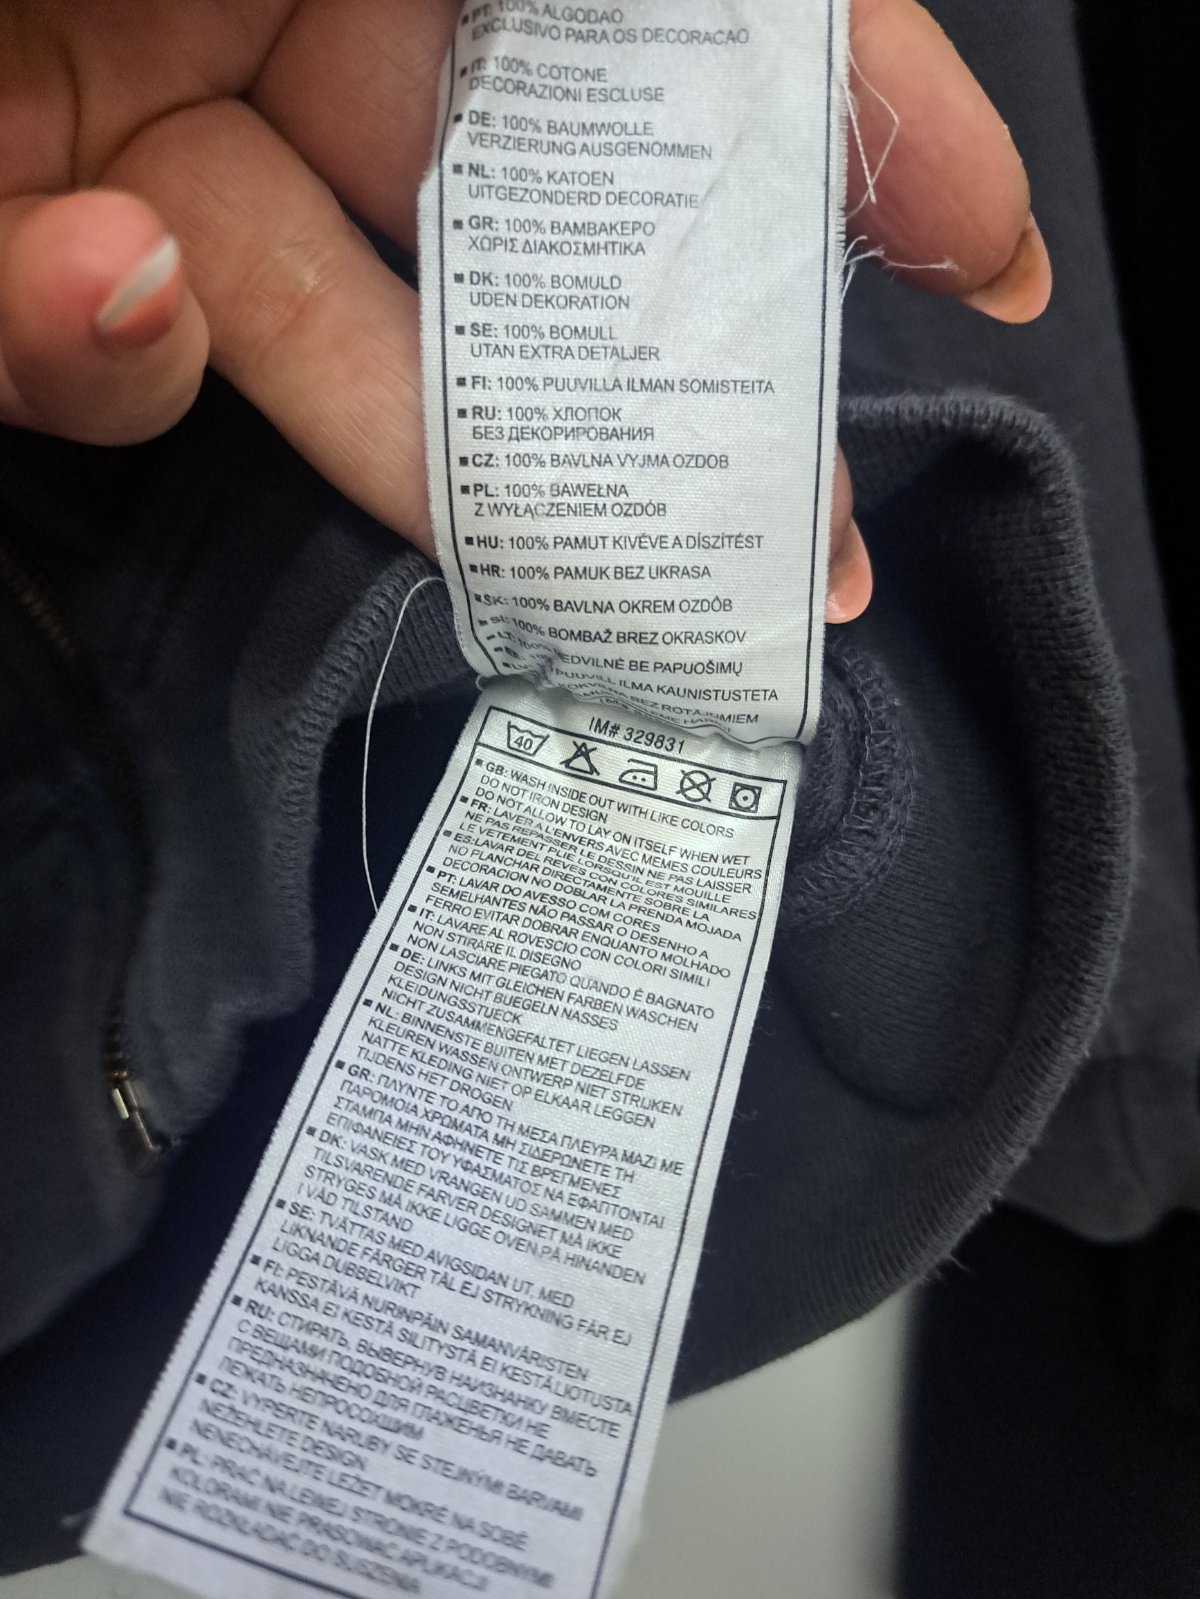 PT: 100% ALGODAO
EXCLUSIVO PARA OS DECORACAO
IT: 100% COTONE
DECORAZIONI ESCLUSE
DE: 100% BAUMWOLLE
VERZIERUNG AUSGENOMMEN
NL: 100% KATOEN
UITGEZONDERD DECORATIE
GR: 100% ΒΑΜΒΑΚΕΡΟ
ΧΩΡΙΣ ΔΙΑΚΟΣΜΗΤΙΚΑ
DK: 100% BOMULD
UDEN DEKORATION
SE: 100% BOMULL
UTAN EXTRA DETALJER
FI: 100% PUUVILLA ILMAN SOMISTEITA
RU: 100% ХЛОПОК
БЕЗ ДЕКОРИРОВАНИЯ
CZ: 100% BAVLNA VYJMA OZDOB
PL: 100% BAWEŁNA
Z WYŁĄCZENIEM OZDÓB
HU: 100% PAMUT KIVÉVE A DÍSZÍTÉST
HR: 100% PAMUK BEZ UKRASA
SK: 100% BAVLNA OKREM OZDÔB
SI: 100% BOMBAŽ BREZ OKRASKOV
LT: 100% MEDVILNĖ BE PAPUOŠIMŲ
PUUVILL ILMA KAUNISTUSTETA
KOKVILNA BEZ ROTĀJUMIEM
IM# 329831
40
GB: WASH INSIDE OUT WITH LIKE COLORS
DO NOT IRON DESIGN
DO NOT ALLOW TO LAY ON ITSELF WHEN WET
FR: LAVER A L'ENVERS AVEC MEMES COULEURS
NE PAS REPASSER LE DESSIN NE PAS LAISSER
LE VETEMENT PLIE LORSQU'IL EST MOUILLE
ES: LAVAR DEL REVES CON COLORES SIMILARES
NO PLANCHAR DIRECTAMENTE SOBRE LA
DECORACION NO DOBLAR LA PRENDA MOJADA
PT: LAVAR DO AVESSO COM CORES
SEMELHANTES NÃO PASSAR O DESENHO A
FERRO EVITAR DOBRAR ENQUANTO MOLHADO
IT: LAVARE AL ROVESCIO CON COLORI SIMILI
NON STIRARE IL DISEGNO
NON LASCIARE PIEGATO QUANDO É BAGNATO
DE: LINKS MIT GLEICHEN FARBEN WASCHEN
DESIGN NICHT BUEGELN NASSES
KLEIDUNGSSTUECK
NICHT ZUSAMMENGEFALTET LIEGEN LASSEN
NL: BINNENSTE BUITEN MET DEZELFDE
KLEUREN WASSEN ONTWERP NIET STRIJKEN
NATTE KLEDING NIET OP ELKAAR LEGGEN
TIJDENS HET DROGEN
GR: ΠΛΥΝΤΕ ΤΟ ΑΠΟ ΤΗ ΜΕΣΑ ΠΛΕΥΡΑ ΜΑΖΙ ΜΕ
ΠΑΡΟΜΟΙΑ ΧΡΩΜΑΤΑ ΜΗ ΣΙΔΕΡΩΝΕΤΕ ΤΗ
ΣΤΑΜΠΑ ΜΗΝ ΑΦΗΝΕΤΕ ΤΙΣ ΒΡΕΓΜΕΝΕΣ
ΕΠΙΦΑΝΕΙΕΣ ΤΟΥ ΥΦΑΣΜΑΤΟΣ ΝΑ ΕΦΑΠΤΟΝΤΑΙ
DK: VASK MED VRANGEN UD SAMMEN MED
TILSVARENDE FARVER DESIGNET MÅ IKKE
STRYGES MÅ IKKE LIGGE OVEN PÅ HINANDEN
I VÅD TILSTAND
SE: TVÄTTAS MED AVIGSIDAN UT, MED
LIKNANDE FÄRGER TÅL EJ STRYKNING FÅR EJ
LIGGA DUBBELVIKT
FI: PESTÄVÄ NURINPÄIN SAMANVÄRISTEN
KANSSA EI KESTÄ SILITYSTÄ EI KESTÄ LIOTUSTA
RU: СТИРАТЬ, ВЫВЕРНУВ НАИЗНАНКУ ВМЕСТЕ
С ВЕЩАМИ ПОДОБНОЙ РАСЦВЕТКИ НЕ
ПРЕДНАЗНАЧЕНО ДЛЯ ГЛАЖЕНЬЯ НЕ ДАВАТЬ
ЛЕЖАТЬ НЕПРОСОХШИМ
CZ: VYPERTE NARUBY SE STEJNÝMI BARVAMI
NEŽEHLETE DESIGN
NENECHÁVEJTE LEŽET MOKRÉ NA SOBĚ
PL: PRAĆ NA LEWEJ STRONIE Z PODOBNYMI
KOLORAMI NIE PRASOWAĆ APLIKACJI
NIE ROZKŁADAĆ DO SUSZENIA